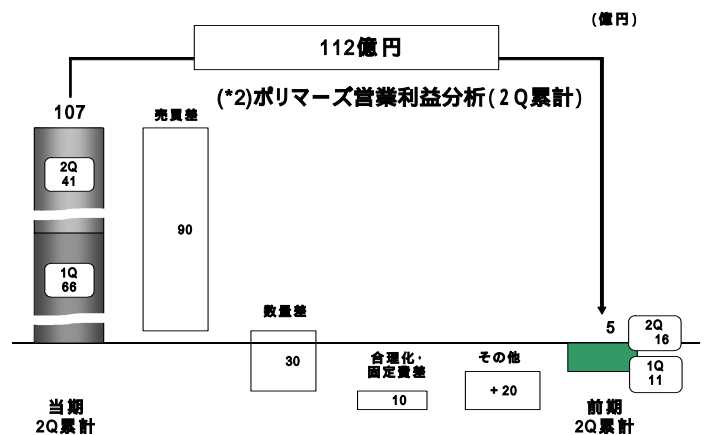 (億円)
112億円
(*2)ポリマーズ営業利益分析(2Q累計)
107
売買差
2Q
41
90
1Q
66
数量差
30
合理化・
固定費差
10
その他
+20
5
2Q
16
1Q
11
当期
2Q累計
前期
2Q累計